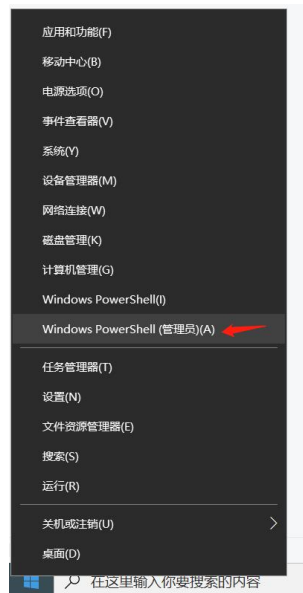 应用和功能(F)
移动中心(B)
电源选项(O)
事件查看器(V)
系统(Y)
设备管理器(M)
网络连接(W)
磁盘管理(K)
计算机管理(G)
Windows PowerShell(I)
Windows PowerShell (管理员)(A)
任务管理器(T)
设置(N)
文件资源管理器(E)
搜索(S)
运行(R)
关机或注销(U)
桌面(D)
在这里输入你要搜索的内容